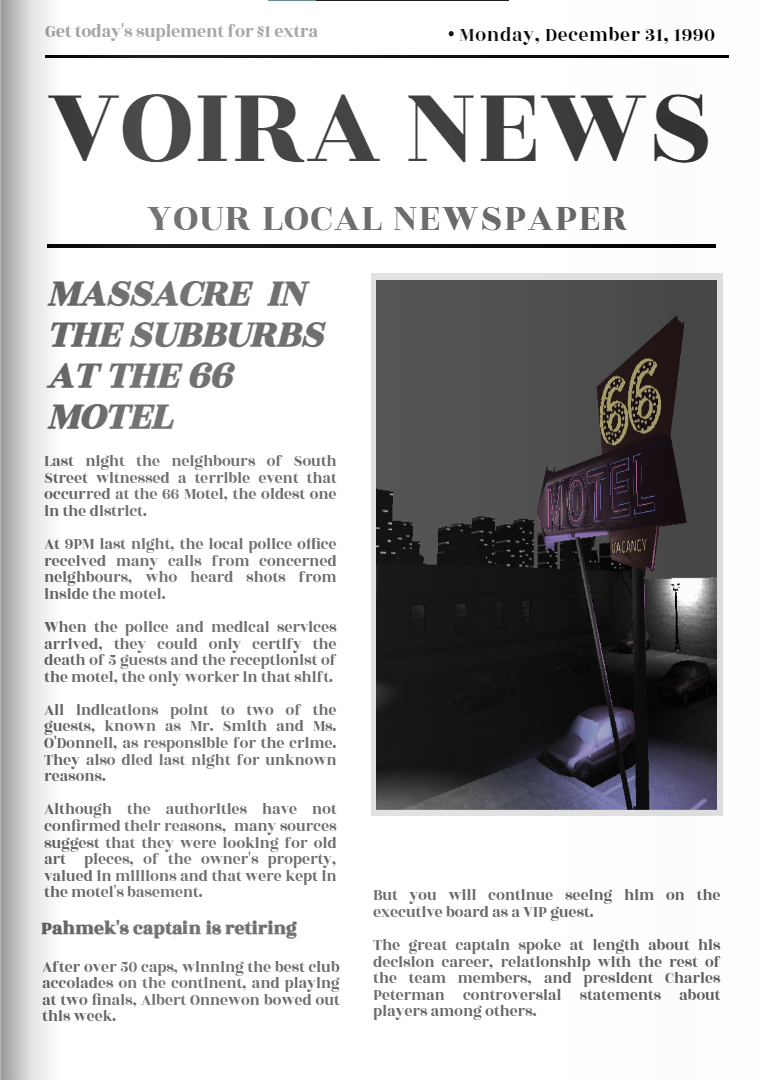 Get today's suplement for §1 extra
• Monday, December 31, 1990
VOIRA NEWS
YOUR LOCAL NEWSPAPER
MASSACRE IN
THE SUBBURBS
AT THE 66
MOTEL
Last night the neighbours of South
Street witnessed a terrible event that
occurred at the 66 Motel, the oldest one
in the district.
At 9PM last night, the local police office
received many calls from concerned
neighbours, who heard shots from
inside the motel.
When the police and medical services
arrived, they could only certify the
death of 5 guests and the receptionist of
the motel, the only worker in that shift.
All indications point to two of the
guests, known as Mr. Smith and Ms.
O'Donnell, as responsible for the crime.
They also died last night for unknown
reasons.
Although the authorities have not
confirmed their reasons, many sources
suggest that they were looking for old
art pieces, of the owner's property,
valued in millions and that were kept in
the motel's basement.
66
MOTEL
VACANCY
Pahmek's captain is retiring
After over 50 caps, winning the best club
accolades on the continent, and playing
at two finals, Albert Onnewon bowed out
this week.
But you will continue seeing him on the
executive board as a VIP guest.
The great captain spoke at length about his
decision career, relationship with the rest of
the team members, and president Charles
Peterman controversial statements about
players among others.